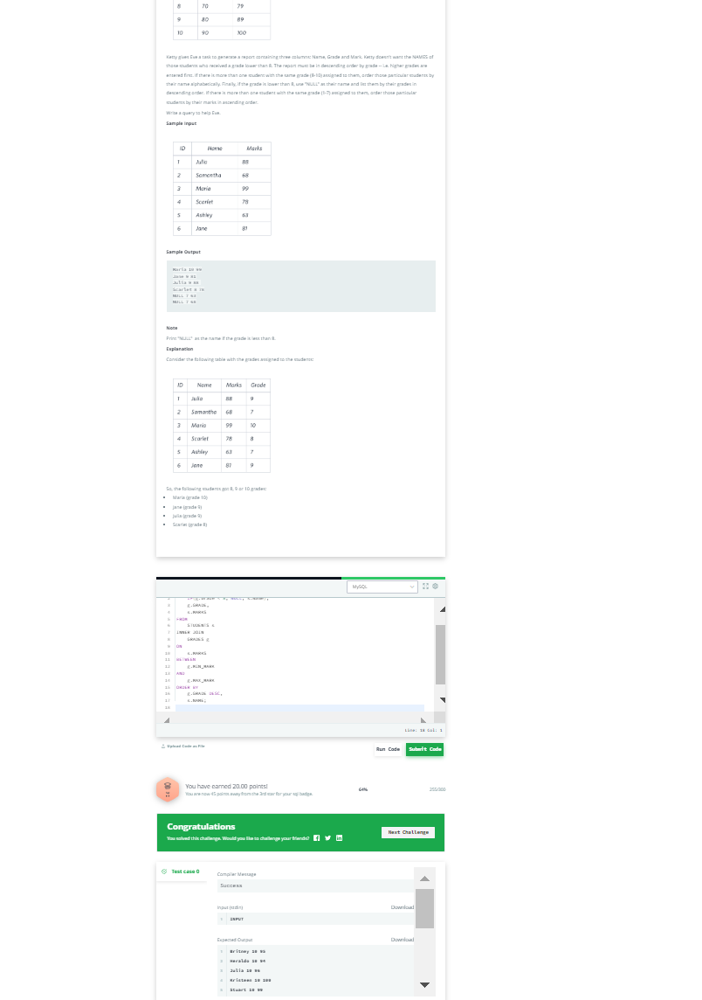 8 70 79
9 80 89
10 90 100
Ketty gives Eve a task to generate a report containing three columns: Name, Grade and Mark. Ketty doesn't want the NAMES of
those students who received a grade lower than 8. The report must be in descending order by grade -- i.e. higher grades are
entered first. If there is more than one student with the same grade (8-10) assigned to them, order those particular students by
their name alphabetically. Finally, if the grade is lower than 8, use "NULL" as their name and list them by their grades in
descending order. If there is more than one student with the same grade (1-7) assigned to them, order those particular
students by their marks in ascending order.
Write a query to help Eve.
Sample Input
ID Name Marks
1 Julia 88
2 Samantha 68
3 Maria 99
4 Scarlet 78
5 Ashley 63
6 Jane 81
Sample Output
Maria 10 99
Jane 9 81
Julia 9 88
Scarlet 8 78
NULL 7 63
NULL 7 68
Note
Print "NULL" as the name if the grade is less than 8.
Explanation
Consider the following table with the grades assigned to the students:
ID Name Marks Grade
1 Julia 88 9
2 Samantha 68 7
3 Maria 99 10
4 Scarlet 78 8
5 Ashley 63 7
6 Jane 81 9
So, the following students got 8, 9 or 10 grades:
Maria (grade 10)
Jane (grade 9)
Julia (grade 9)
Scarlet (grade 8)
MySQL
3 g.GRADE,
4 s.MARKS
5 FROM
6 STUDENTS s
7 INNER JOIN
8 GRADES g
9 ON
10 s.MARKS
11 BETWEEN
12 g.MIN_MARK
13 AND
14 g.MAX_MARK
15 ORDER BY
16 g.GRADE DESC,
17 s.NAME;
18
Line: 18 Col: 1
Upload Code as File
Run Code Submit Code
You have earned 20.00 points!
You are now 45 points away from the 3rd star for your sql badge.
64%
255/300
Congratulations
You solved this challenge. Would you like to challenge your friends?
Next Challenge
Test case 0
Compiler Message
Success
Input (stdin) Download
1 INPUT
Expected Output Download
Britney 10 95
Heraldo 10 94
Julia 10 96
Kristeen 10 100
Stuart 10 99